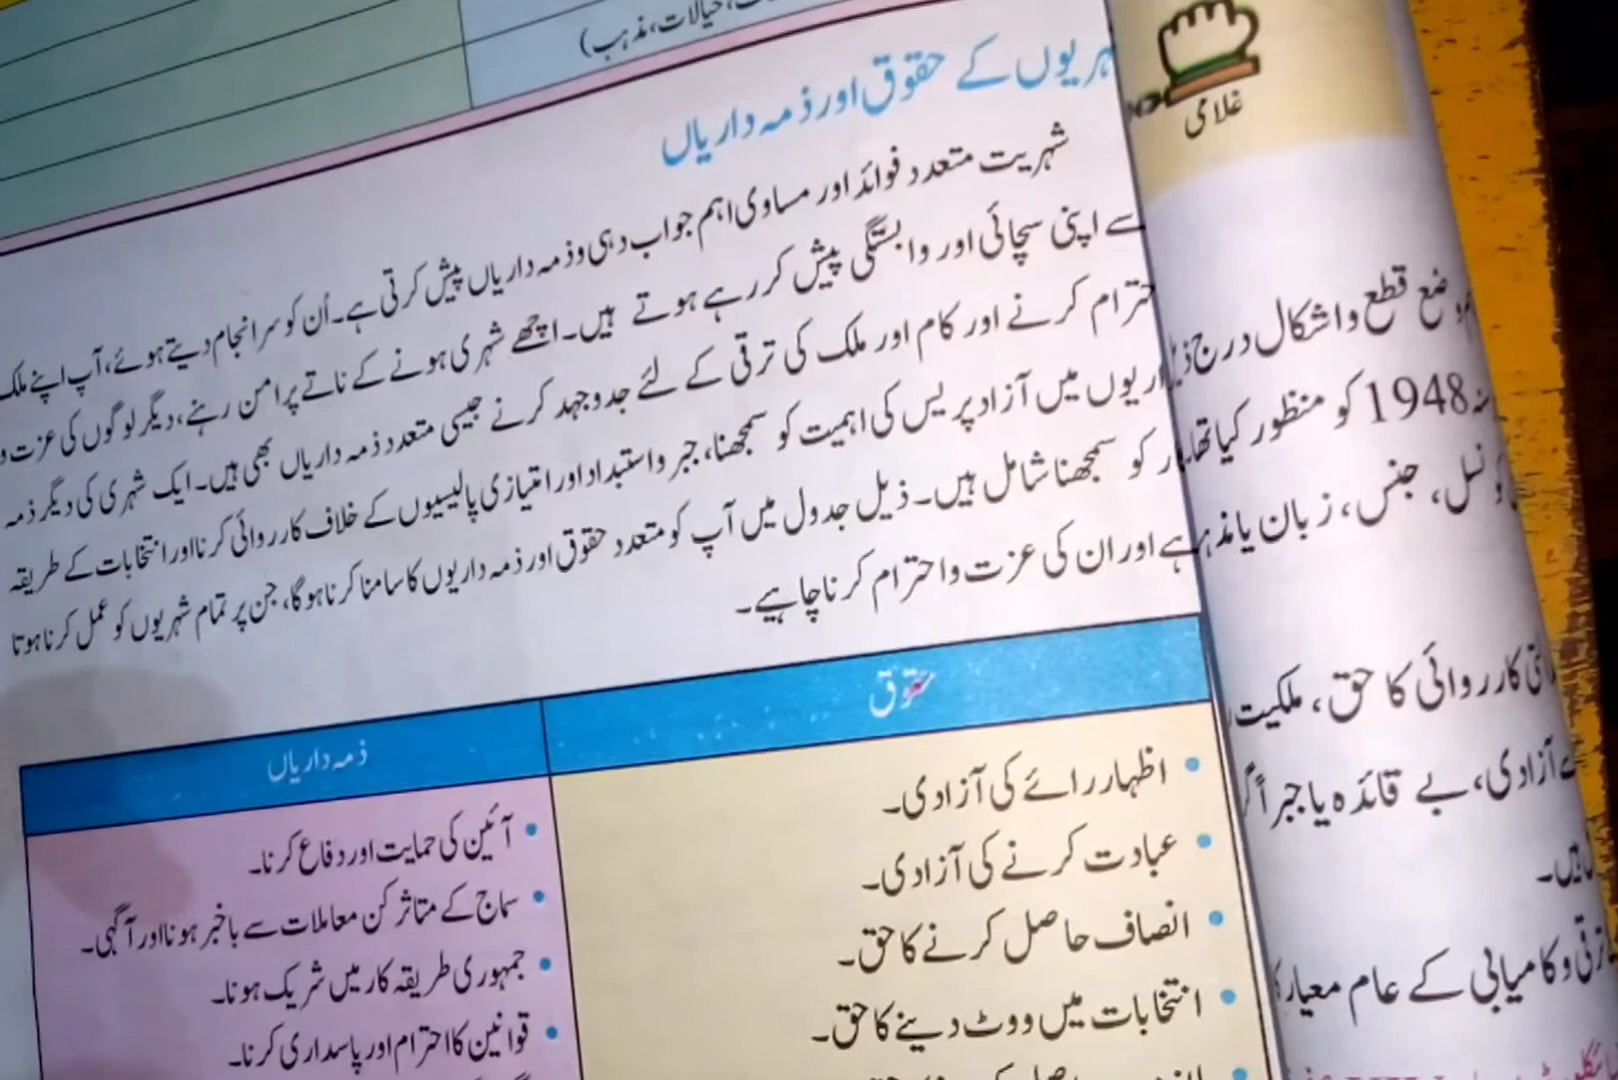 خیالات، مذہب)
غلامی
ہریوں کے حقوق اور ذمہ داریاں
شہریت متعدد فوائد اور مساوی اہم جواب دہی و ذمہ داریاں پیش کرتی ہے۔ اُن کو سرانجام دیتے ہوئے، آپ اپنے ملک
سے اپنی سچائی اور وابستگی پیش کر رہے ہوتے ہیں۔ اچھے شہری ہونے کے ناتے پرامن رہنے، دیگر لوگوں کی عزت و
حترام کرنے اور کام اور ملک کی ترقی کے لئے جدوجہد کرنے جیسی متعدد ذمہ داریاں بھی ہیں۔ ایک شہری کی دیگر ذمہ
اریوں میں آزاد پریس کی اہمیت کو سمجھنا، جبر و استبداد اور امتیازی پالیسیوں کے خلاف کارروائی کرنا اور انتخابات کے طریقہ
ر کو سمجھنا شامل ہیں۔ ذیل جدول میں آپ کو متعدد حقوق اور ذمہ داریوں کا سامنا کرنا ہوگا، جن پر تمام شہریوں کو عمل کرنا ہوتا
ہے اور ان کی عزت و احترام کرنا چاہیے۔
حقوق
اظہار رائے کی آزادی۔
عبادت کرنے کی آزادی۔
انصاف حاصل کرنے کا حق۔
انتخابات میں ووٹ دینے کا حق۔
ذمہ داریاں
آئین کی حمایت اور دفاع کرنا۔
سماج کے متاثر کن معاملات سے باخبر ہونا اور آگہی۔
جمہوری طریقہ کار میں شریک ہونا۔
قوانین کا احترام اور پاسداری کرنا۔
ضع قطع و اشکال درج ذیل
1948 کو منظور کیا تھا۔
نسل، جنس، زبان یا مذہ
کارروائی کا حق، ملکیت
آزادی، بے قائدہ یا جبراً
ہیں۔
ترقی و کامیابی کے عام معیار